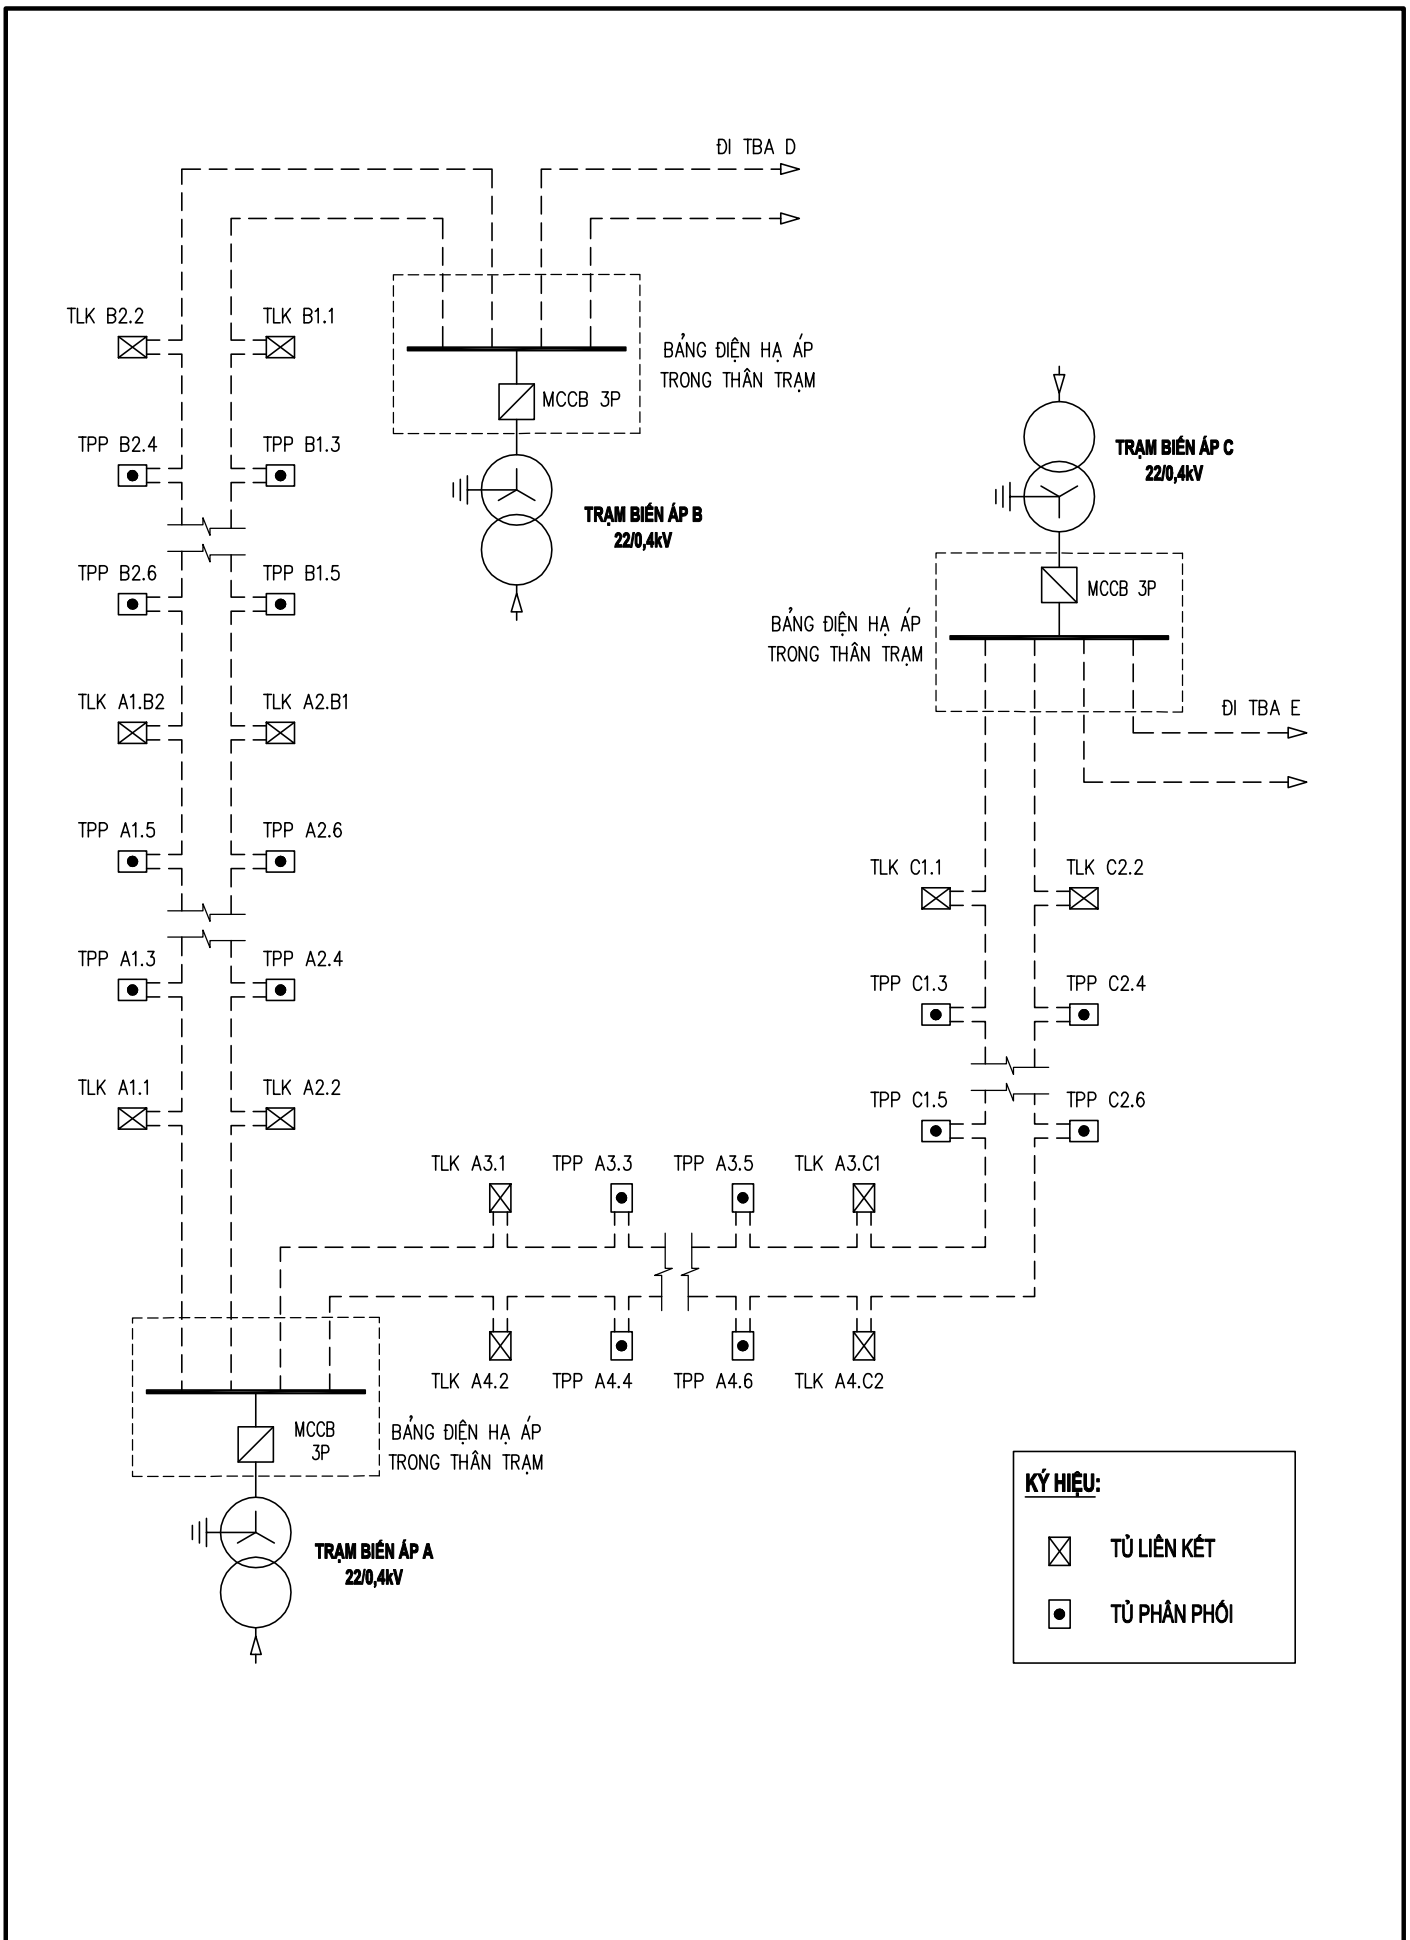 ĐI TBA D
TLK B2.2
TLK B1.1
BẢNG ĐIỆN HẠ ÁP
TRONG THÂN TRẠM
MCCB 3P
TPP B2.4
TPP B1.3
TRẠM BIẾN ÁP C
22/0,4kV
TRẠM BIẾN ÁP B
22/0,4kV
TPP B2.6
TPP B1.5
MCCB 3P
BẢNG ĐIỆN HẠ ÁP
TRONG THÂN TRẠM
TLK A1.B2
TLK A2.B1
ĐI TBA E
TPP A1.5
TPP A2.6
TLK C1.1
TLK C2.2
TPP A1.3
TPP A2.4
TPP C1.3
TPP C2.4
TLK A1.1
TLK A2.2
TPP C1.5
TPP C2.6
TLK A3.1
TPP A3.3
TPP A3.5
TLK A3.C1
TLK A4.2
TPP A4.4
TPP A4.6
TLK A4.C2
MCCB
3P
BẢNG ĐIỆN HẠ ÁP
TRONG THÂN TRẠM
TRẠM BIẾN ÁP A
22/0,4kV
KÝ HIỆU:
TỦ LIÊN KẾT
TỦ PHÂN PHỐI